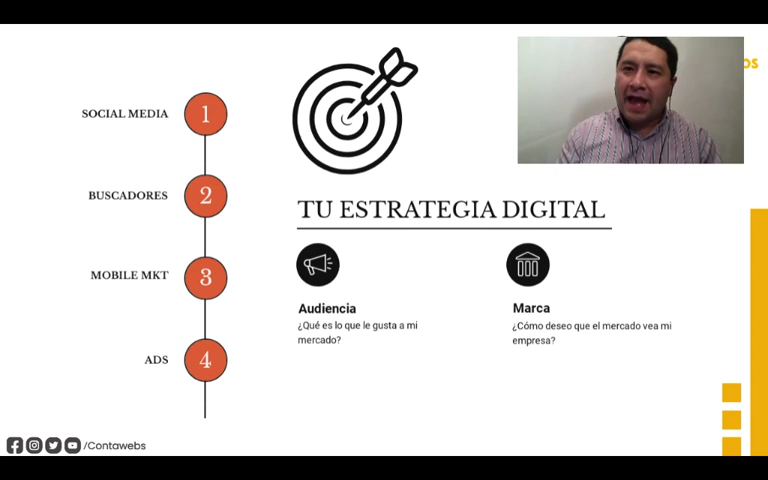 SOCIAL MEDIA
1
BUSCADORES
2
MOBILE MKT
3
ADS
4
TU ESTRATEGIA DIGITAL
Audiencia
¿Qué es lo que le gusta a mi
mercado?
Marca
¿Cómo deseo que el mercado vea mi
empresa?
/Contawebs